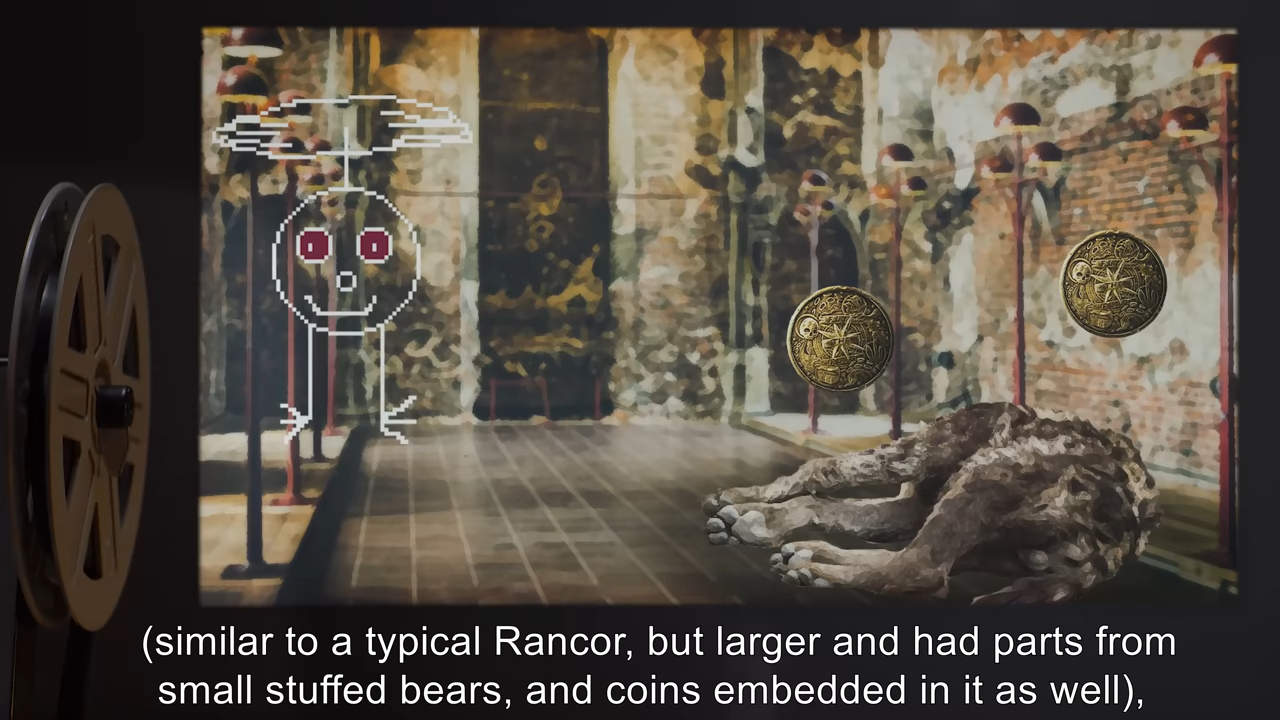 (similar to a typical Rancor, but larger and had parts from
small stuffed bears, and coins embedded in it as well),